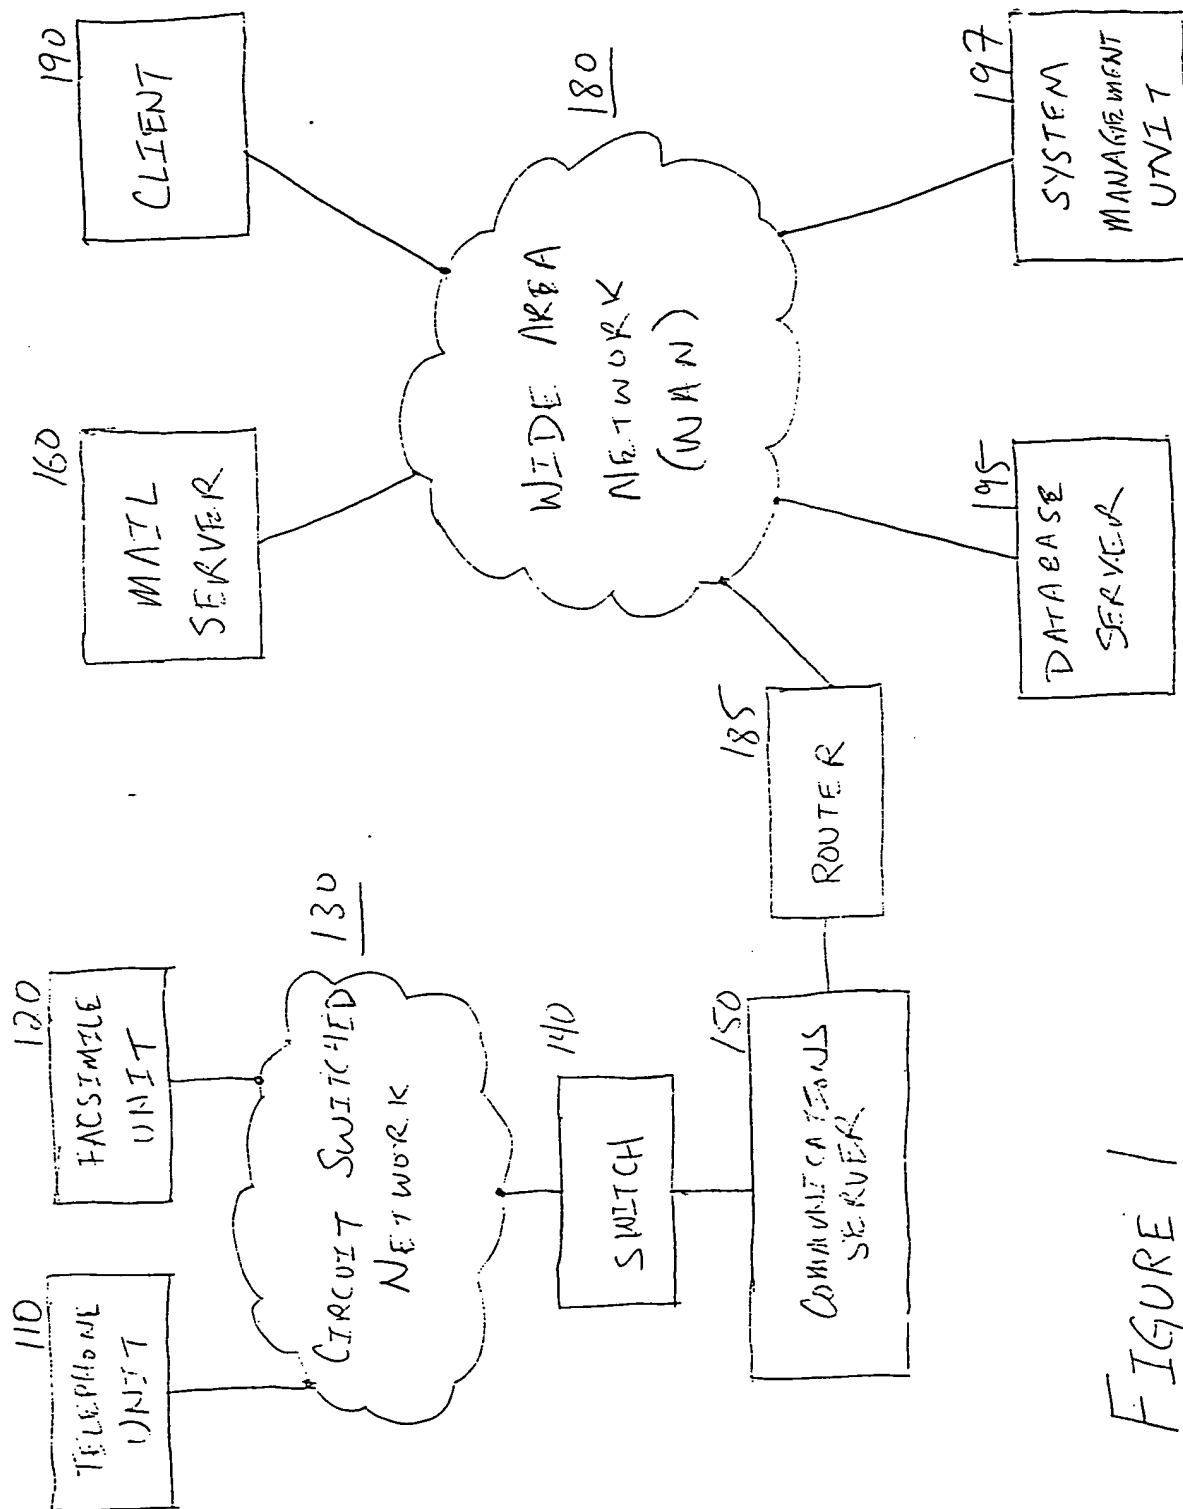 110
TELEPHONE
UNIT
120
FACSIMILE
UNIT
CIRCUIT SWITCHED
NETWORK
130
140
SWITCH
150
COMMUNICATIONS
SERVER
185
ROUTER
160
MAIL
SERVER
190
CLIENT
WIDE AREA
NETWORK
(WAN)
180
195
DATABASE
SERVER
197
SYSTEM
MANAGEMENT
UNIT
FIGURE 1